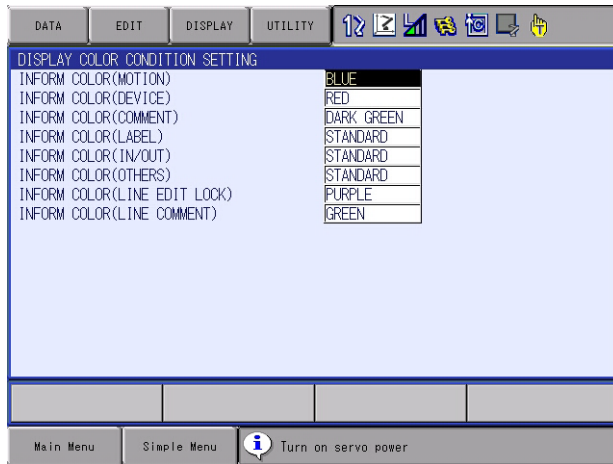 DATA EDIT DISPLAY UTILITY
DISPLAY COLOR CONDITION SETTING
INFORM COLOR(MOTION) BLUE
INFORM COLOR(DEVICE) RED
INFORM COLOR(COMMENT) DARK GREEN
INFORM COLOR(LABEL) STANDARD
INFORM COLOR(IN/OUT) STANDARD
INFORM COLOR(OTHERS) STANDARD
INFORM COLOR(LINE EDIT LOCK) PURPLE
INFORM COLOR(LINE COMMENT) GREEN
Main Menu Simple Menu Turn on servo power